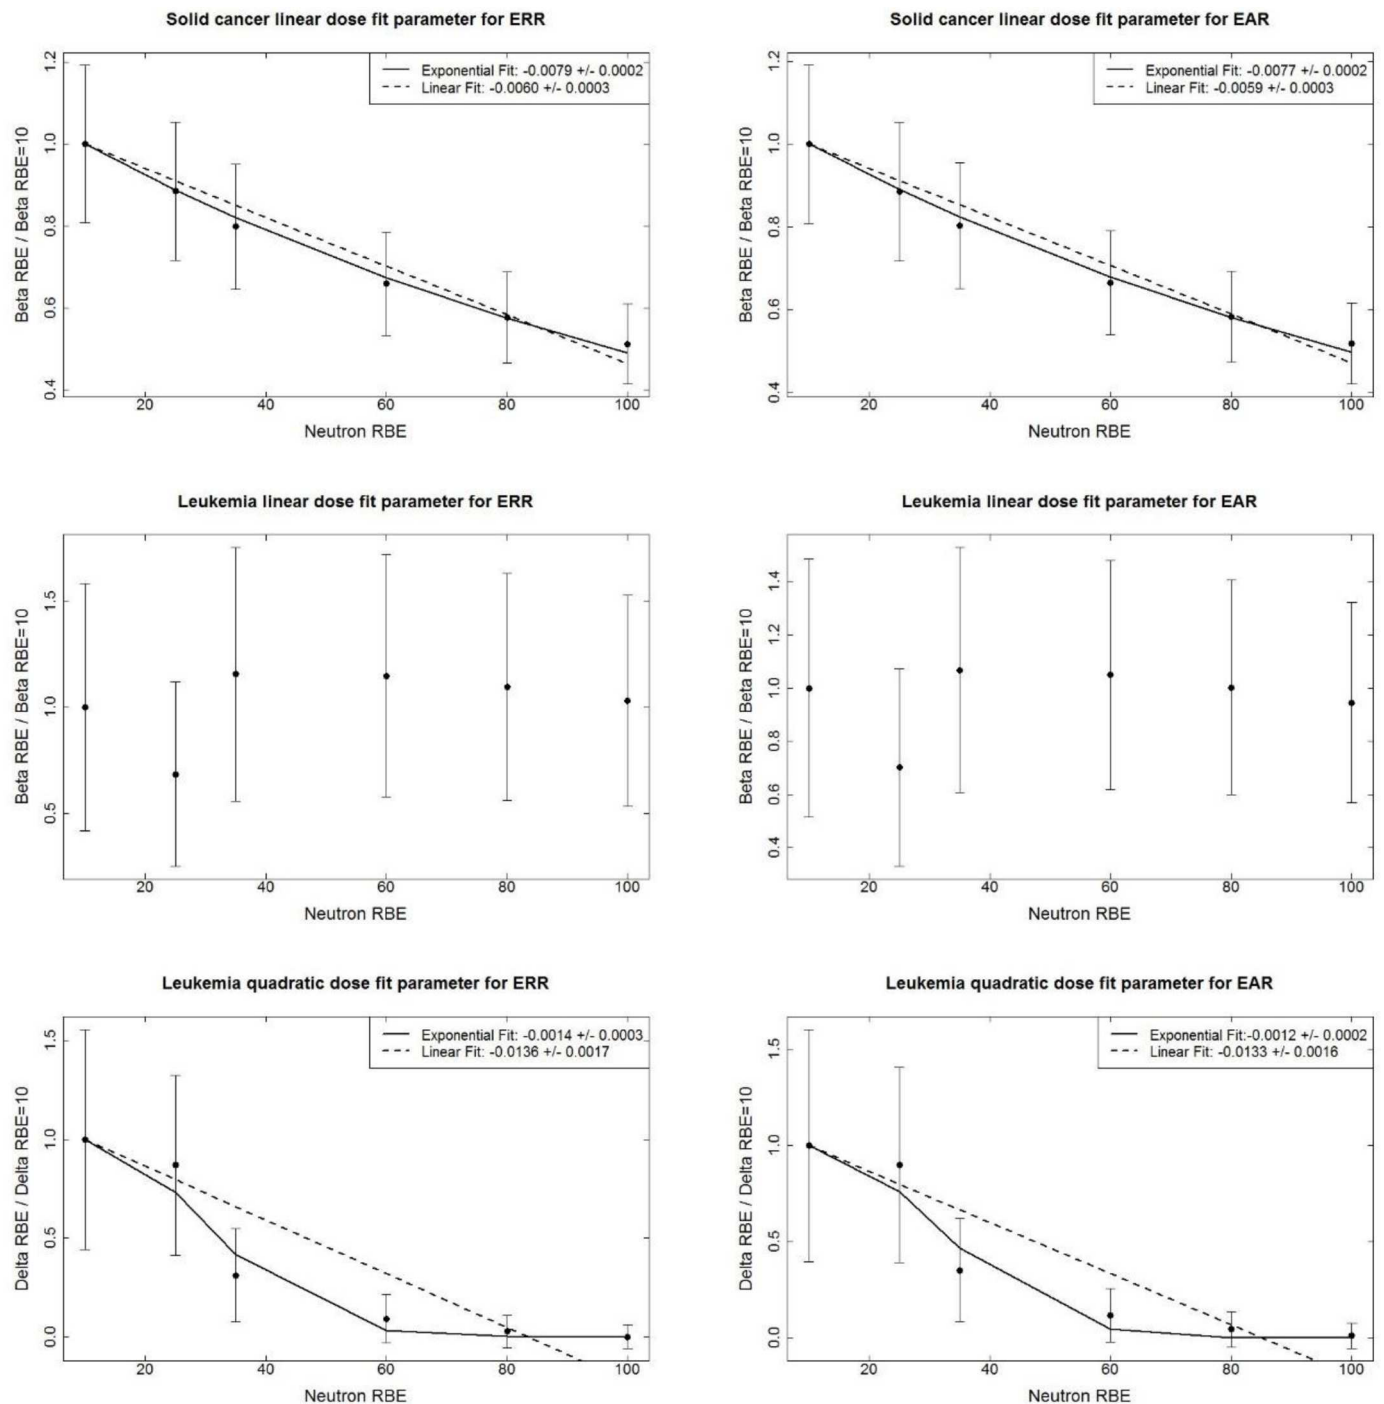 Solid cancer linear dose fit parameter for ERR
Exponential Fit: -0.0079 +/- 0.0002
Linear Fit: -0.0060 +/- 0.0003
Beta RBE / Beta RBE=10
1.2
1.0
0.8
0.6
0.4
20 40 60 80 100
Neutron RBE
Solid cancer linear dose fit parameter for EAR
Exponential Fit: -0.0077 +/- 0.0002
Linear Fit: -0.0059 +/- 0.0003
Beta RBE / Beta RBE=10
1.2
1.0
0.8
0.6
0.4
20 40 60 80 100
Neutron RBE
Leukemia linear dose fit parameter for ERR
Beta RBE / Beta RBE=10
1.5
1.0
0.5
20 40 60 80 100
Neutron RBE
Leukemia linear dose fit parameter for EAR
Beta RBE / Beta RBE=10
1.4
1.2
1.0
0.8
0.6
0.4
20 40 60 80 100
Neutron RBE
Leukemia quadratic dose fit parameter for ERR
Exponential Fit: -0.0014 +/- 0.0003
Linear Fit: -0.0136 +/- 0.0017
Delta RBE / Delta RBE=10
1.5
1.0
0.5
0.0
20 40 60 80 100
Neutron RBE
Leukemia quadratic dose fit parameter for EAR
Exponential Fit:-0.0012 +/- 0.0002
Linear Fit: -0.0133 +/- 0.0016
Delta RBE / Delta RBE=10
1.5
1.0
0.5
0.0
20 40 60 80 100
Neutron RBE